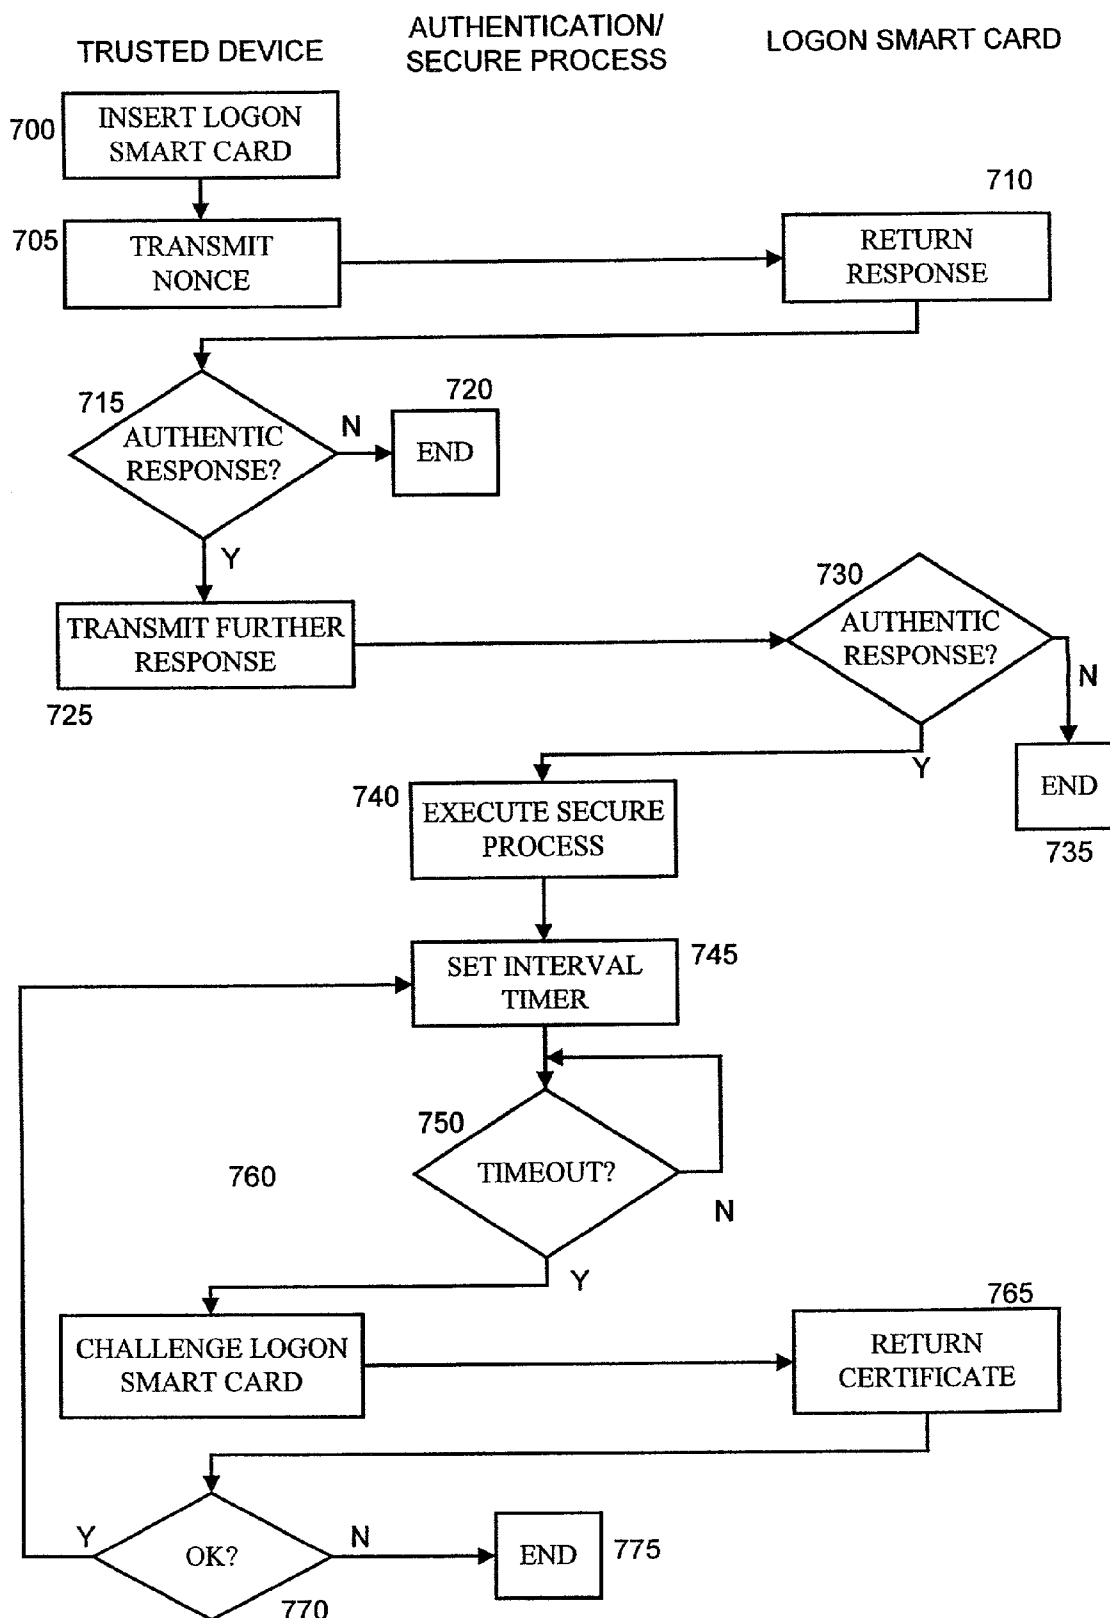 TRUSTED DEVICE
AUTHENTICATION/
SECURE PROCESS
LOGON SMART CARD
700
INSERT LOGON
SMART CARD
705
TRANSMIT
NONCE
710
RETURN
RESPONSE
715
AUTHENTIC
RESPONSE?
N
720
END
Y
TRANSMIT FURTHER
RESPONSE
725
730
AUTHENTIC
RESPONSE?
N
Y
END
735
740
EXECUTE SECURE
PROCESS
SET INTERVAL
TIMER
745
750
TIMEOUT?
N
760
Y
CHALLENGE LOGON
SMART CARD
765
RETURN
CERTIFICATE
Y
OK?
N
END
775
770